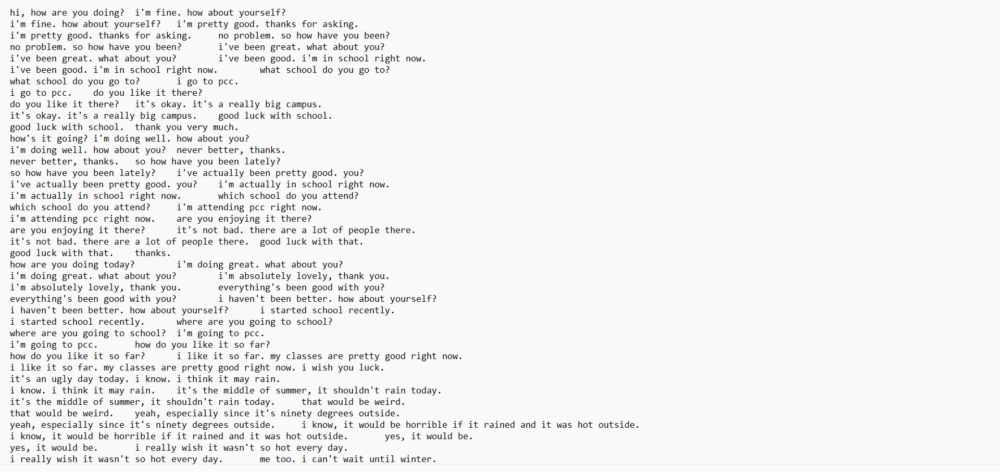 hi, how are you doing?	i'm fine. how about yourself?
i'm fine. how about yourself?	i'm pretty good. thanks for asking.
i'm pretty good. thanks for asking.	no problem. so how have you been?
no problem. so how have you been?	i've been great. what about you?
i've been great. what about you?	i've been good. i'm in school right now.
i've been good. i'm in school right now.	what school do you go to?
what school do you go to?	i go to pcc.
i go to pcc.	do you like it there?
do you like it there?	it's okay. it's a really big campus.
it's okay. it's a really big campus.	good luck with school.
good luck with school.	thank you very much.
how's it going?	i'm doing well. how about you?
i'm doing well. how about you?	never better, thanks.
never better, thanks.	so how have you been lately?
so how have you been lately?	i've actually been pretty good. you?
i've actually been pretty good. you?	i'm actually in school right now.
i'm actually in school right now.	which school do you attend?
which school do you attend?	i'm attending pcc right now.
i'm attending pcc right now.	are you enjoying it there?
are you enjoying it there?	it's not bad. there are a lot of people there.
it's not bad. there are a lot of people there.	good luck with that.
good luck with that.	thanks.
how are you doing today?	i'm doing great. what about you?
i'm doing great. what about you?	i'm absolutely lovely, thank you.
i'm absolutely lovely, thank you.	everything's been good with you?
everything's been good with you?	i haven't been better. how about yourself?
i haven't been better. how about yourself?	i started school recently.
i started school recently.	where are you going to school?
where are you going to school?	i'm going to pcc.
i'm going to pcc.	how do you like it so far?
how do you like it so far?	i like it so far. my classes are pretty good right now.
i like it so far. my classes are pretty good right now.	i wish you luck.
it's an ugly day today.	i know. i think it may rain.
i know. i think it may rain.	it's the middle of summer, it shouldn't rain today.
it's the middle of summer, it shouldn't rain today.	that would be weird.
that would be weird.	yeah, especially since it's ninety degrees outside.
yeah, especially since it's ninety degrees outside.	i know, it would be horrible if it rained and it was hot outside.
i know, it would be horrible if it rained and it was hot outside.	yes, it would be.
yes, it would be.	i really wish it wasn't so hot every day.
i really wish it wasn't so hot every day.	me too. i can't wait until winter.